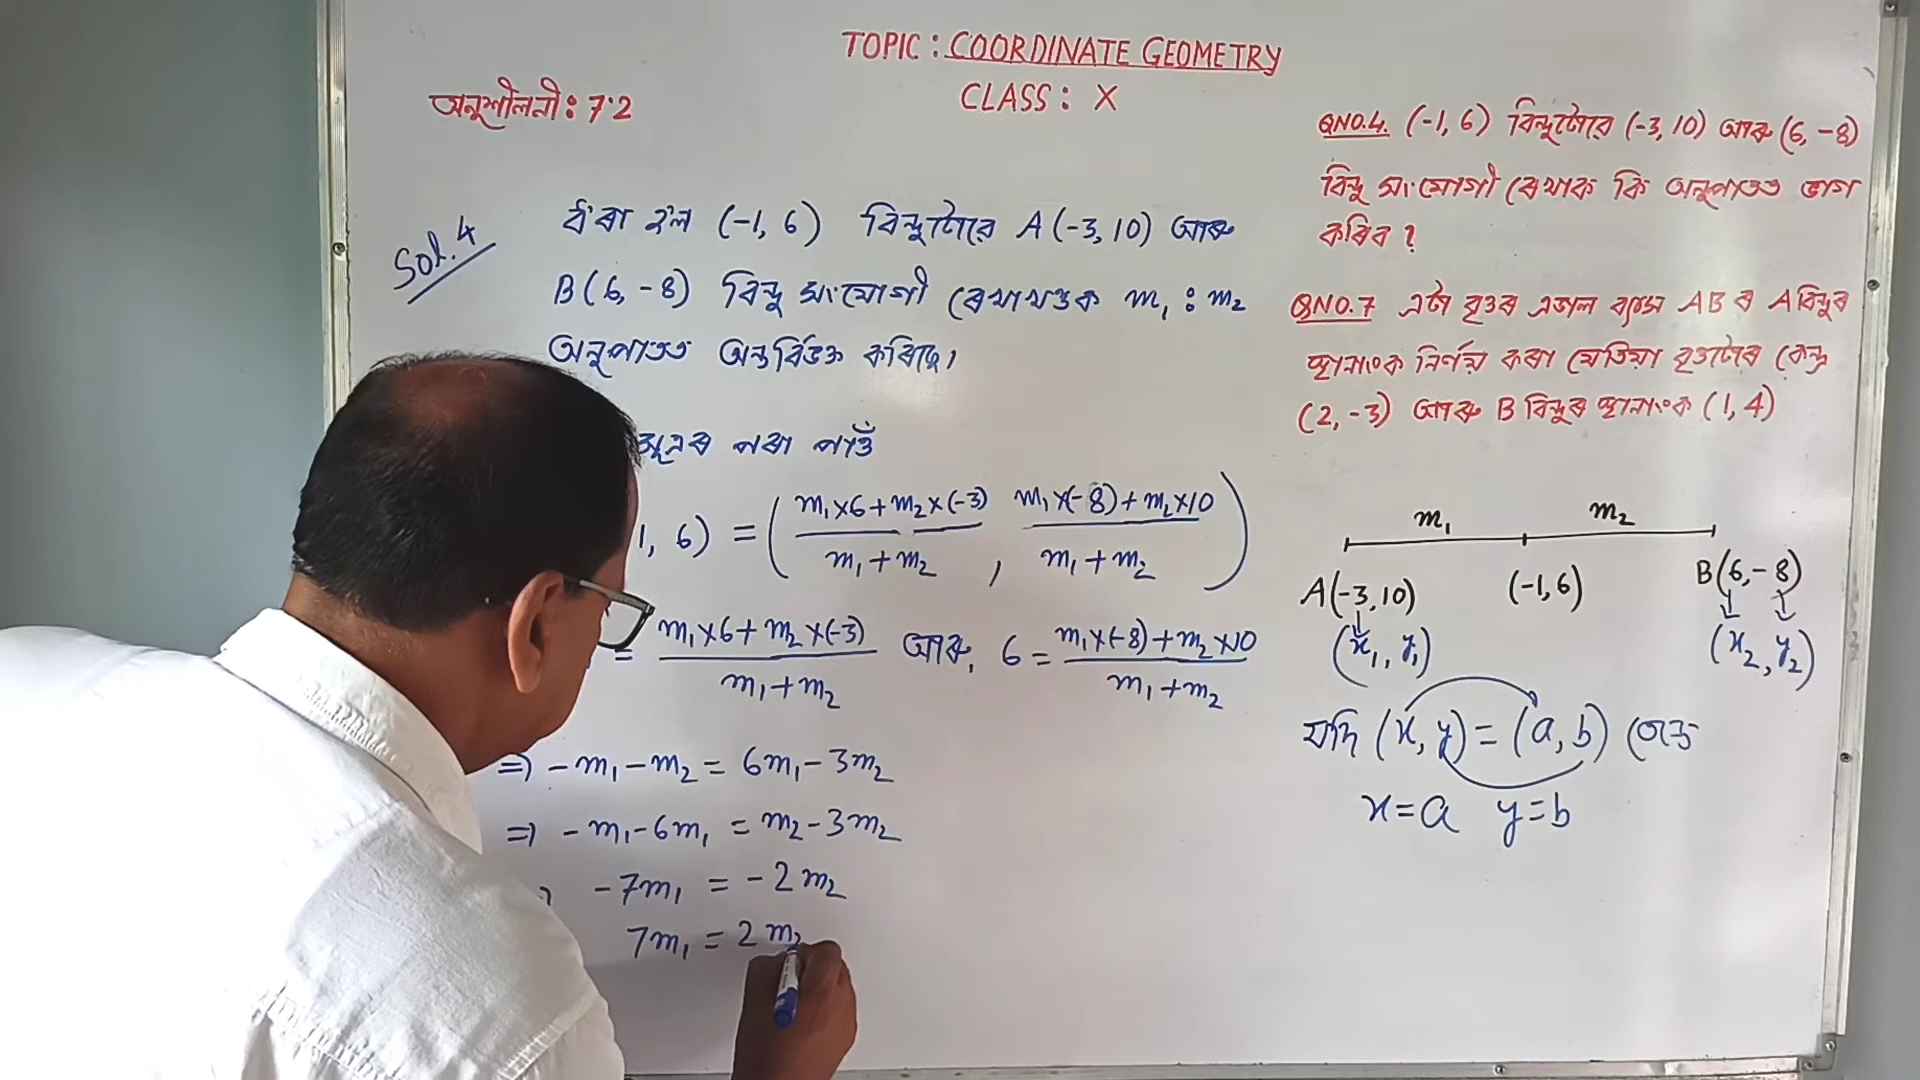 TOPIC : COORDINATE GEOMETRY
CLASS : X
অনুশীলনী : 7.2
Sol. 4
ধৰা হ'ল (-1, 6) বিন্দুটোৱে A (-3, 10) আৰু
B (6, -8) বিন্দু সংযোগী ৰেখাখণ্ডক m₁ : m₂
অনুপাতত অন্তৰ্বিভক্ত কৰিছে।
সূত্ৰৰ পৰা পাওঁ
1, 6) = ( m₁×6 + m₂×(-3) / m₁ + m₂ , m₁×(-8) + m₂×10 / m₁ + m₂ )
= m₁×6 + m₂×(-3) / m₁ + m₂ আৰু, 6 = m₁×(-8) + m₂×10 / m₁ + m₂
⇒ -m₁ - m₂ = 6m₁ - 3m₂
⇒ -m₁ - 6m₁ = m₂ - 3m₂
-7m₁ = -2m₂
7m₁ = 2m₂
QNO.4. (-1, 6) বিন্দুটোৱে (-3, 10) আৰু (6, -8)
বিন্দু সংযোগী ৰেখাক কি অনুপাতত ভাগ
কৰিব ?
QNO.7 এটা বৃত্তৰ এডাল ব্যাস AB ৰ A বিন্দুৰ
স্থানাংক নিৰ্ণয় কৰা যেতিয়া বৃত্তটোৰ কেন্দ্ৰ
(2, -3) আৰু B বিন্দুৰ স্থানাংক (1, 4)
m₁ m₂
A(-3, 10) (-1, 6) B(6, -8)
(x₁, y₁) (x₂, y₂)
যদি (x, y) = (a, b)
x = a y = b